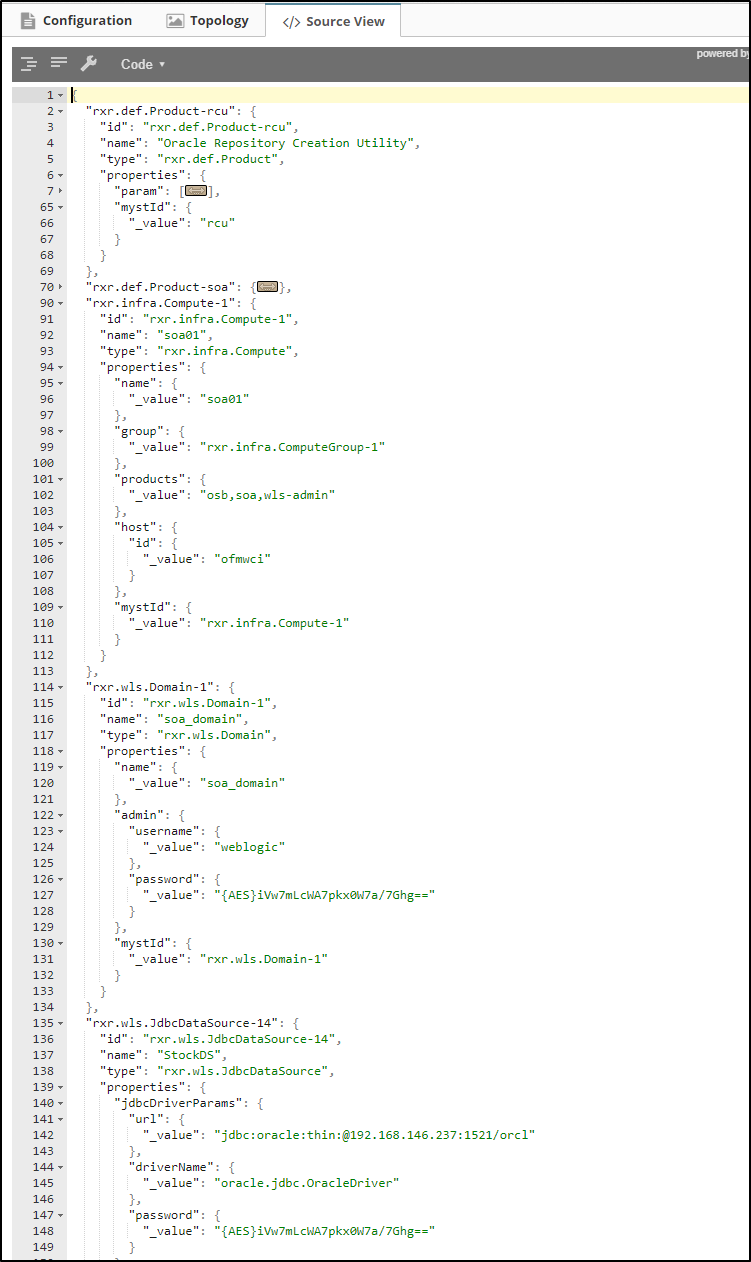 Configuration Topology </> Source View
Code powered by
1 {
2 "rxr.def.Product-rcu": {
3 "id": "rxr.def.Product-rcu",
4 "name": "Oracle Repository Creation Utility",
5 "type": "rxr.def.Product",
6 "properties": {
7 "param": [],
65 "mystId": {
66 "_value": "rcu"
67 }
68 }
69 },
70 "rxr.def.Product-soa": {},
90 "rxr.infra.Compute-1": {
91 "id": "rxr.infra.Compute-1",
92 "name": "soa01",
93 "type": "rxr.infra.Compute",
94 "properties": {
95 "name": {
96 "_value": "soa01"
97 },
98 "group": {
99 "_value": "rxr.infra.ComputeGroup-1"
100 },
101 "products": {
102 "_value": "osb,soa,wls-admin"
103 },
104 "host": {
105 "id": {
106 "_value": "ofmwci"
107 }
108 },
109 "mystId": {
110 "_value": "rxr.infra.Compute-1"
111 }
112 }
113 },
114 "rxr.wls.Domain-1": {
115 "id": "rxr.wls.Domain-1",
116 "name": "soa_domain",
117 "type": "rxr.wls.Domain",
118 "properties": {
119 "name": {
120 "_value": "soa_domain"
121 },
122 "admin": {
123 "username": {
124 "_value": "weblogic"
125 },
126 "password": {
127 "_value": "{AES}iVw7mLcWA7pkx0W7a/7Ghg=="
128 }
129 },
130 "mystId": {
131 "_value": "rxr.wls.Domain-1"
132 }
133 }
134 },
135 "rxr.wls.JdbcDataSource-14": {
136 "id": "rxr.wls.JdbcDataSource-14",
137 "name": "StockDS",
138 "type": "rxr.wls.JdbcDataSource",
139 "properties": {
140 "jdbcDriverParams": {
141 "url": {
142 "_value": "jdbc:oracle:thin:@192.168.146.237:1521/orcl"
143 },
144 "driverName": {
145 "_value": "oracle.jdbc.OracleDriver"
146 },
147 "password": {
148 "_value": "{AES}iVw7mLcWA7pkx0W7a/7Ghg=="
149 }